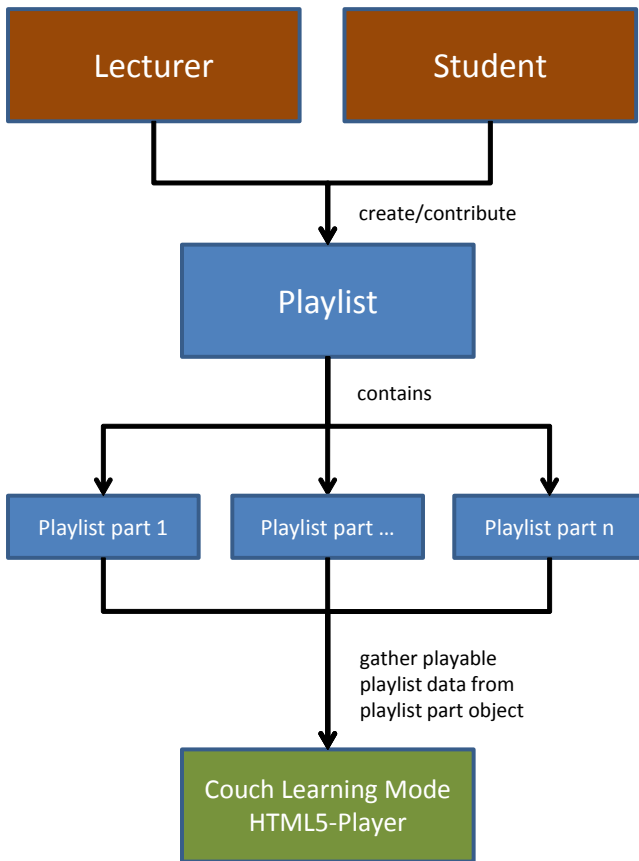 Lecturer
Student
create/contribute
Playlist
contains
Playlist part 1
Playlist part ...
Playlist part n
gather playable
playlist data from
playlist part object
Couch Learning Mode
HTML5-Player